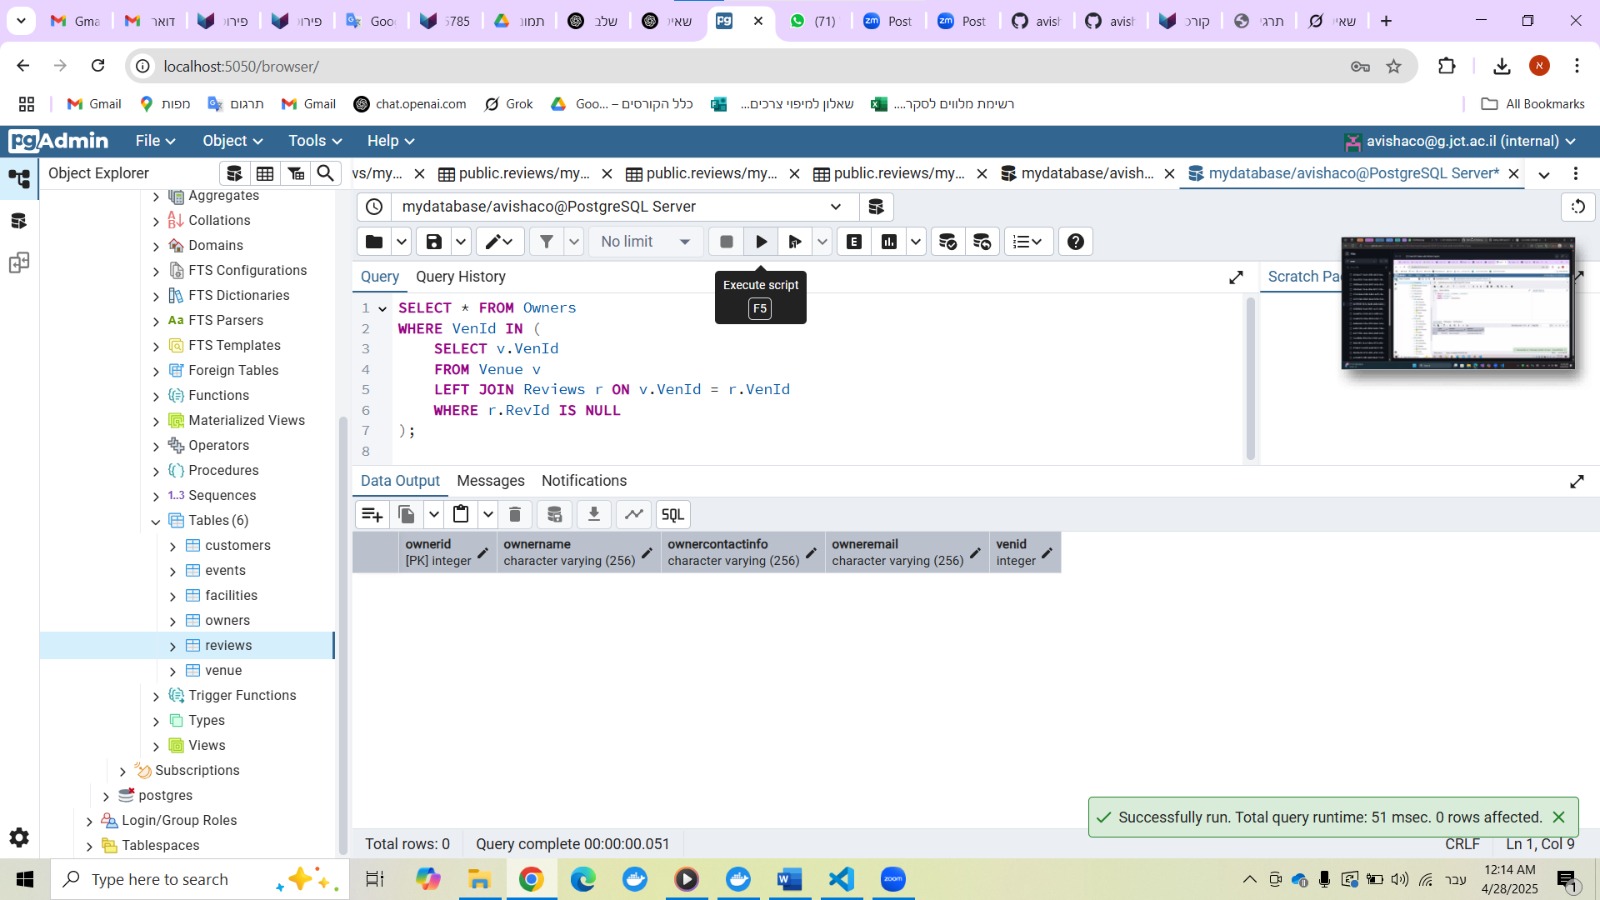 Gma
דואר
פירו
פירו
Goo
5785
תמונ
שלב
שאי
(71)
Post
Post
avish
avish
קורס
תרגי
שאי
localhost:5050/browser/
Gmail
מפות
תרגום
Gmail
chat.openai.com
Grok
כלל הקורסים – Goo...
שאלון למיפוי צרכים...
רשימת מלווים לסקר....
All Bookmarks
pgAdmin
File
Object
Tools
Help
avishaco@g.jct.ac.il (internal)
Object Explorer
vs/my...
public.reviews/my...
public.reviews/my...
public.reviews/my...
mydatabase/avish...
mydatabase/avishaco@PostgreSQL Server*
Aggregates
Collations
Domains
FTS Configurations
FTS Dictionaries
Aa FTS Parsers
FTS Templates
Foreign Tables
Functions
Materialized Views
Operators
Procedures
1..3 Sequences
Tables (6)
customers
events
facilities
owners
reviews
venue
Trigger Functions
Types
Views
Subscriptions
postgres
Login/Group Roles
Tablespaces
mydatabase/avishaco@PostgreSQL Server
No limit
E
Execute script
F5
Query
Query History
Scratch Pa
1 SELECT * FROM Owners
2 WHERE VenId IN (
3 SELECT v.VenId
4 FROM Venue v
5 LEFT JOIN Reviews r ON v.VenId = r.VenId
6 WHERE r.RevId IS NULL
7 );
8
Data Output
Messages
Notifications
SQL
ownerid
[PK] integer
ownername
character varying (256)
ownercontactinfo
character varying (256)
owneremail
character varying (256)
venid
integer
Successfully run. Total query runtime: 51 msec. 0 rows affected.
Total rows: 0
Query complete 00:00:00.051
CRLF
Ln 1, Col 9
Type here to search
zoom
עבר
12:14 AM
4/28/2025
1